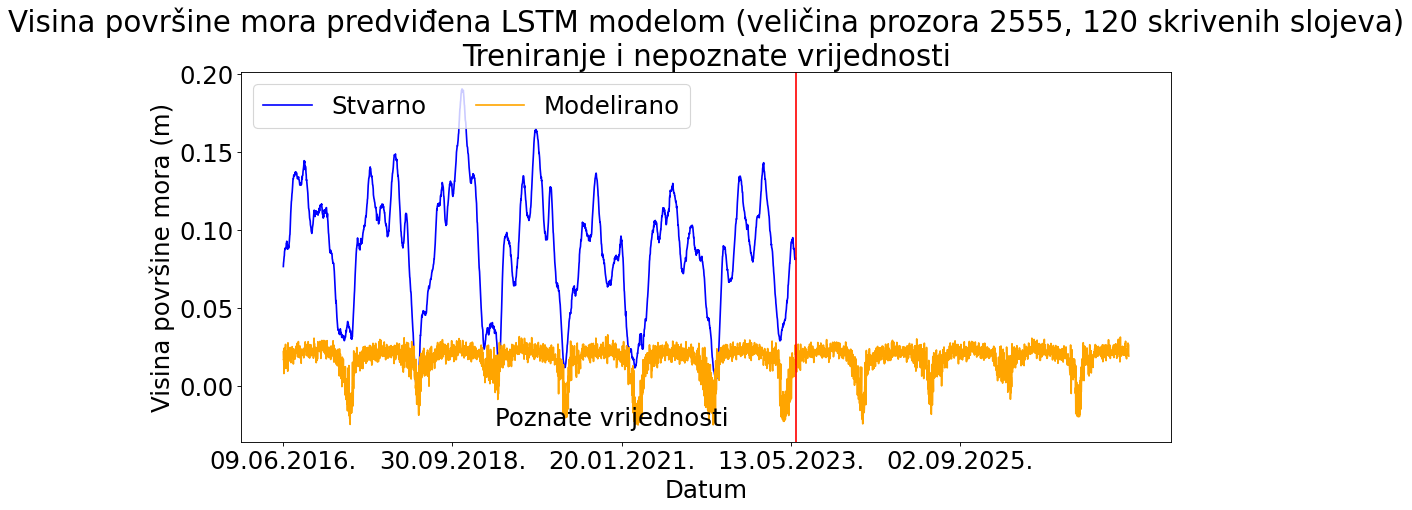 Visina površine mora predviđena LSTM modelom (veličina prozora 2555, 120 skrivenih slojeva)
Treniranje i nepoznate vrijednosti
Stvarno Modelirano
Visina površine mora (m)
0.20
0.15
0.10
0.05
0.00
Poznate vrijednosti
09.06.2016. 30.09.2018. 20.01.2021. 13.05.2023. 02.09.2025.
Datum